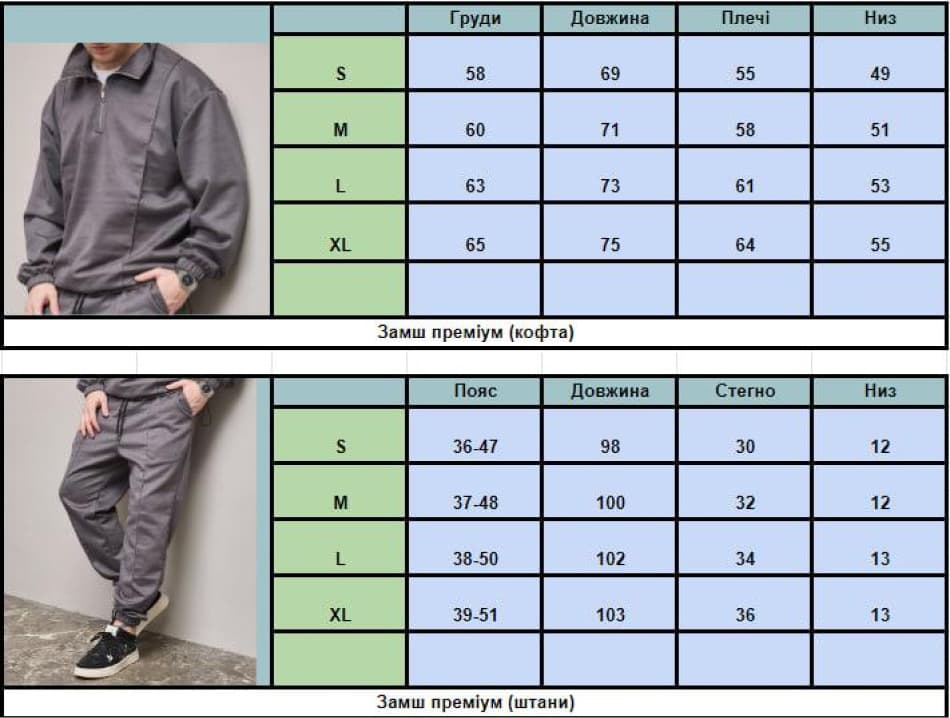 Груди Довжина Плечі Низ
S 58 69 55 49
M 60 71 58 51
L 63 73 61 53
XL 65 75 64 55
Замш преміум (кофта)
Пояс Довжина Стегно Низ
S 36-47 98 30 12
M 37-48 100 32 12
L 38-50 102 34 13
XL 39-51 103 36 13
Замш преміум (штани)